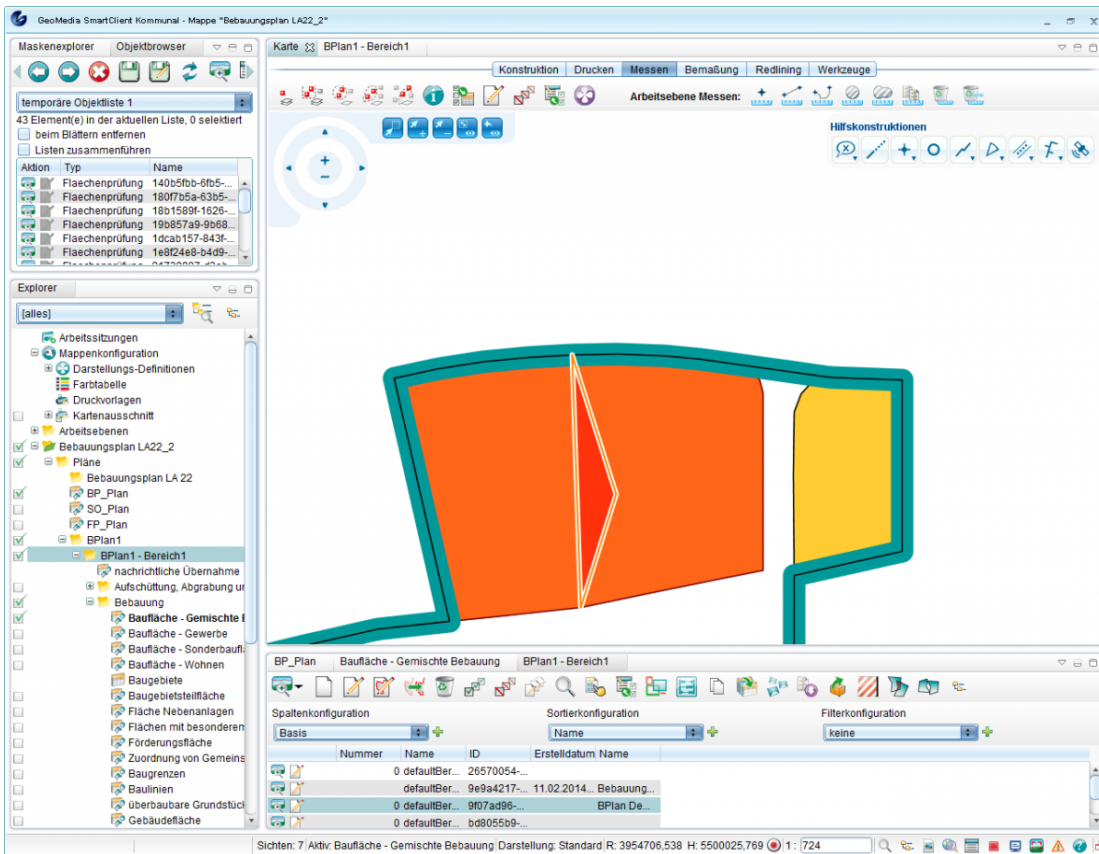 GeoMedia SmartClient Kommunal - Mappe "Bebauungsplan LA22_2"
Maskenexplorer Objektbrowser
temporäre Objektliste 1
43 Element(e) in der aktuellen Liste, 0 selektiert
beim Blättern entfernen
Listen zusammenführen
Aktion Typ Name
Flaechenprüfung 140b5fbb-6fb5-...
Flaechenprüfung 180f7b5a-63b5-...
Flaechenprüfung 18b1589f-1626-...
Flaechenprüfung 19b857a9-9b68...
Flaechenprüfung 1dcab157-843f-...
Flaechenprüfung 1e8f24e8-b4d9-...
Explorer
[alles]
Arbeitssitzungen
Mappenkonfiguration
Darstellungs-Definitionen
Farbtabelle
Druckvorlagen
Kartenausschnitt
Arbeitsebenen
Bebauungsplan LA22_2
Pläne
Bebauungsplan LA 22
BP_Plan
SO_Plan
FP_Plan
BPlan1
BPlan1 - Bereich1
nachrichtliche Übernahme
Aufschüttung, Abgrabung ur
Bebauung
Baufläche - Gemischte
Baufläche - Gewerbe
Baufläche - Sonderbaufl
Baufläche - Wohnen
Baugebiete
Baugebietsteilfläche
Fläche Nebenanlagen
Flächen mit besonderem
Förderungsfläche
Zuordnung von Gemeins
Baugrenzen
Baulinien
überbaubare Grundstück
Gebäudefläche
Karte BPlan1 - Bereich1
Konstruktion Drucken Messen Bemaßung Redlining Werkzeuge
Arbeitsebene Messen:
Hilfskonstruktionen
BP_Plan Baufläche - Gemischte Bebauung BPlan1 - Bereich1
Spaltenkonfiguration Sortierkonfiguration Filterkonfiguration
Basis Name keine
Nummer Name ID Erstelldatum Name
0 defaultBer... 26570054-...
defaultBer... 9e9a4217-... 11.02.2014... Bebauung...
0 defaultBer... 9f07ad96-... BPlan De...
0 defaultBer... bd8055b9-...
Sichten: 7 Aktiv: Baufläche - Gemischte Bebauung Darstellung: Standard R: 3954706,538 H: 5500025,769 1 : 724